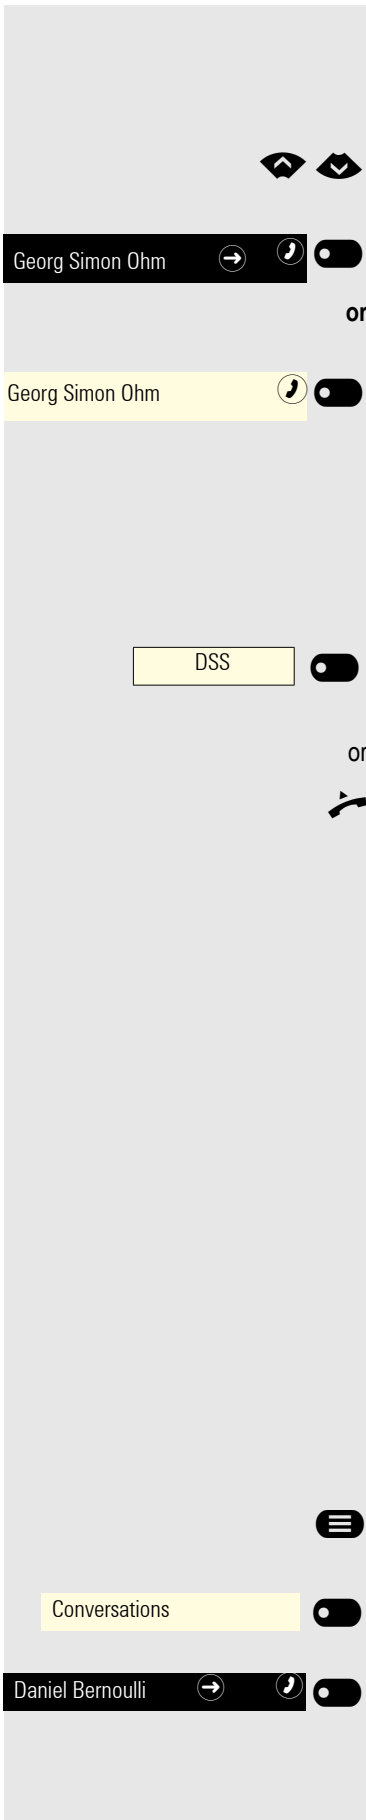 Georg Simon Ohm
or
Georg Simon Ohm
DSS
or
Conversations
Daniel Bernoulli